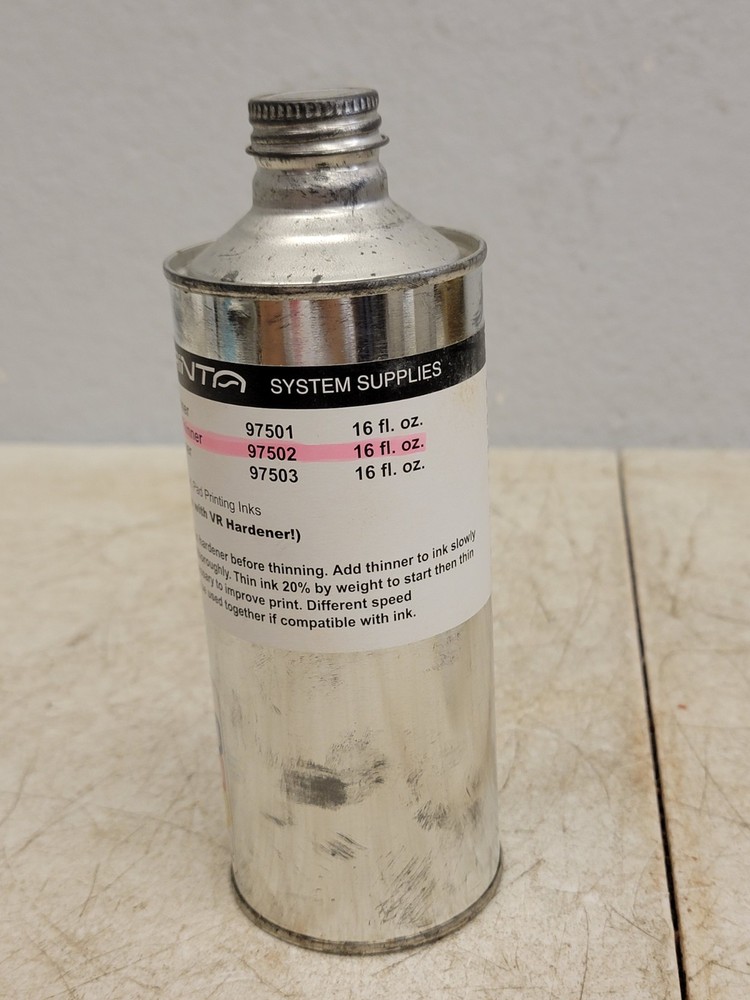 SYSTEM SUPPLIES
97501 16 fl. oz.
97502 16 fl. oz.
97503 16 fl. oz.
Pad Printing Inks
with VR Hardener!)
hardener before thinning. Add thinner to ink slowly
Thin ink 20% by weight to start then thin
to improve print. Different speed
used together if compatible with ink.